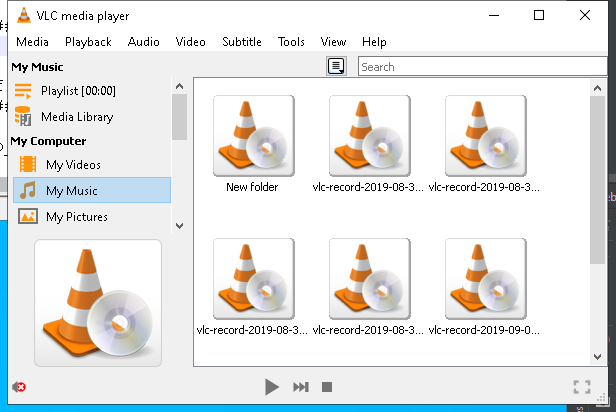 VLC media player
Media Playback Audio Video Subtitle Tools View Help
My Music
Search
Playlist [00:00]
Media Library
My Computer
My Videos
My Music
My Pictures
New folder
vlc-record-2019-08-3...
vlc-record-2019-08-3...
vlc-record-2019-08-3...
vlc-record-2019-08-3...
vlc-record-2019-09-0...